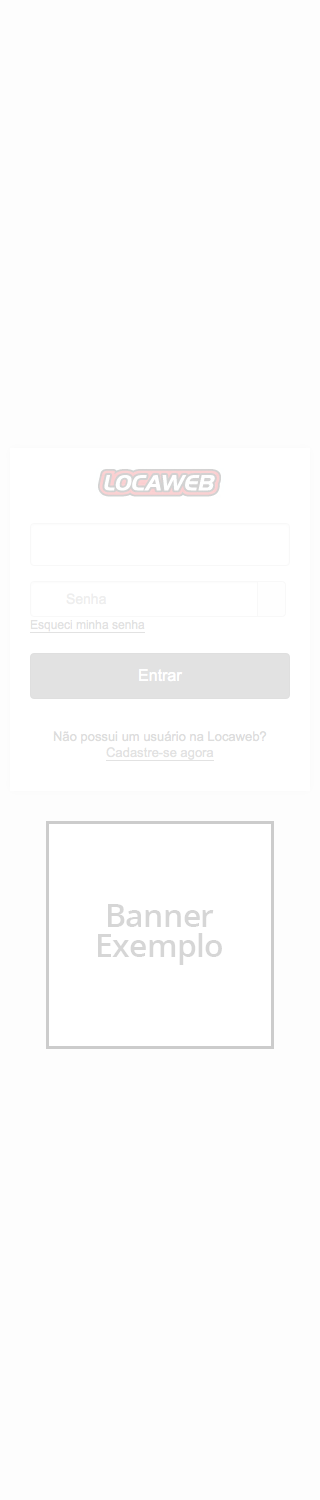 LOCAWEB
Senha
Esqueci minha senha
Entrar
Não possui um usuário na Locaweb?
Cadastre-se agora
Banner
Exemplo